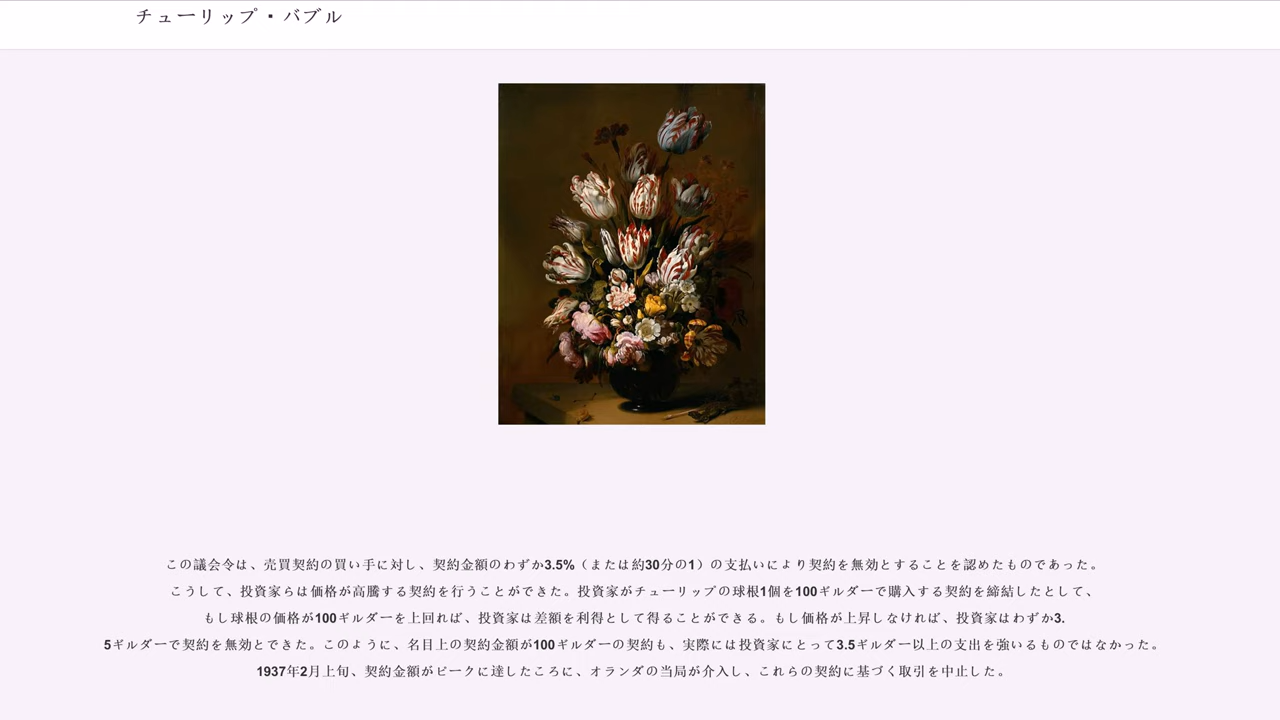 チューリップ・バブル
この議会令は、売買契約の買い手に対し、契約金額のわずか3.5%（または約30分の1）の支払いにより契約を無効とすることを認めたものであった。
こうして、投資家らは価格が高騰する契約を行うことができた。投資家がチューリップの球根1個を100ギルダーで購入する契約を締結したとして、
もし球根の価格が100ギルダーを上回れば、投資家は差額を利得として得ることができる。もし価格が上昇しなければ、投資家はわずか3.
5ギルダーで契約を無効とできた。このように、名目上の契約金額が100ギルダーの契約も、実際には投資家にとって3.5ギルダー以上の支出を強いるものではなかった。
1937年2月上旬、契約金額がピークに達したころに、オランダの当局が介入し、これらの契約に基づく取引を中止した。